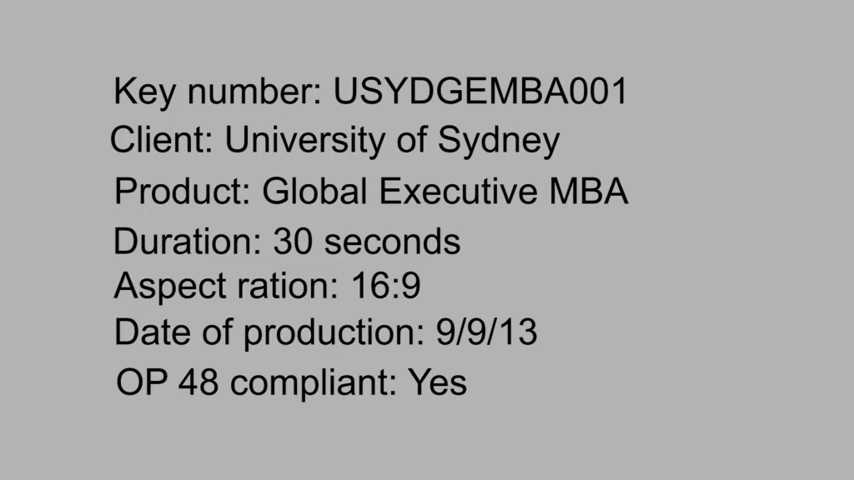 Key number: USYDGEMBA001
Client: University of Sydney
Product: Global Executive MBA
Duration: 30 seconds
Aspect ration: 16:9
Date of production: 9/9/13
OP 48 compliant: Yes